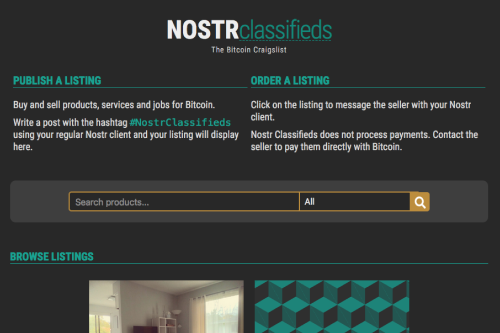 NOSTRclassifieds
The Bitcoin Craigslist
PUBLISH A LISTING
Buy and sell products, services and jobs for Bitcoin.
Write a post with the hashtag #NostrClassifieds
using your regular Nostr client and your listing will display
here.
ORDER A LISTING
Click on the listing to message the seller with your Nostr
client.
Nostr Classifieds does not process payments. Contact the
seller to pay them directly with Bitcoin.
Search products...
All
BROWSE LISTINGS